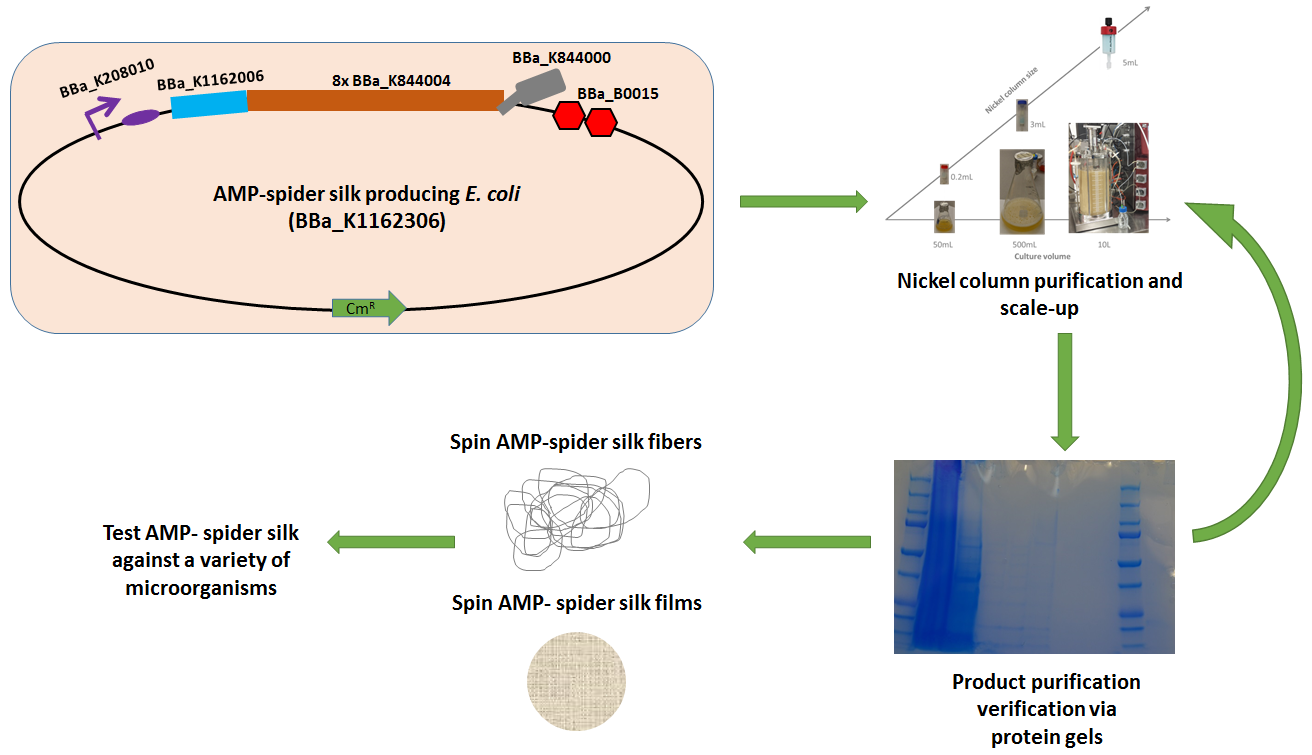 BBa_K208010
BBa_K1162006
8x BBa_K844004
BBa_K844000
BBa_B0015
AMP-spider silk producing E. coli
(BBa_K1162306)
CmR
Nickel column size
5mL
3mL
0.2mL
50mL
500mL
10L
Culture volume
Nickel column purification and
scale-up
Spin AMP-spider silk fibers
Test AMP- spider silk
against a variety of
microorganisms
Spin AMP- spider silk films
Product purification
verification via
protein gels